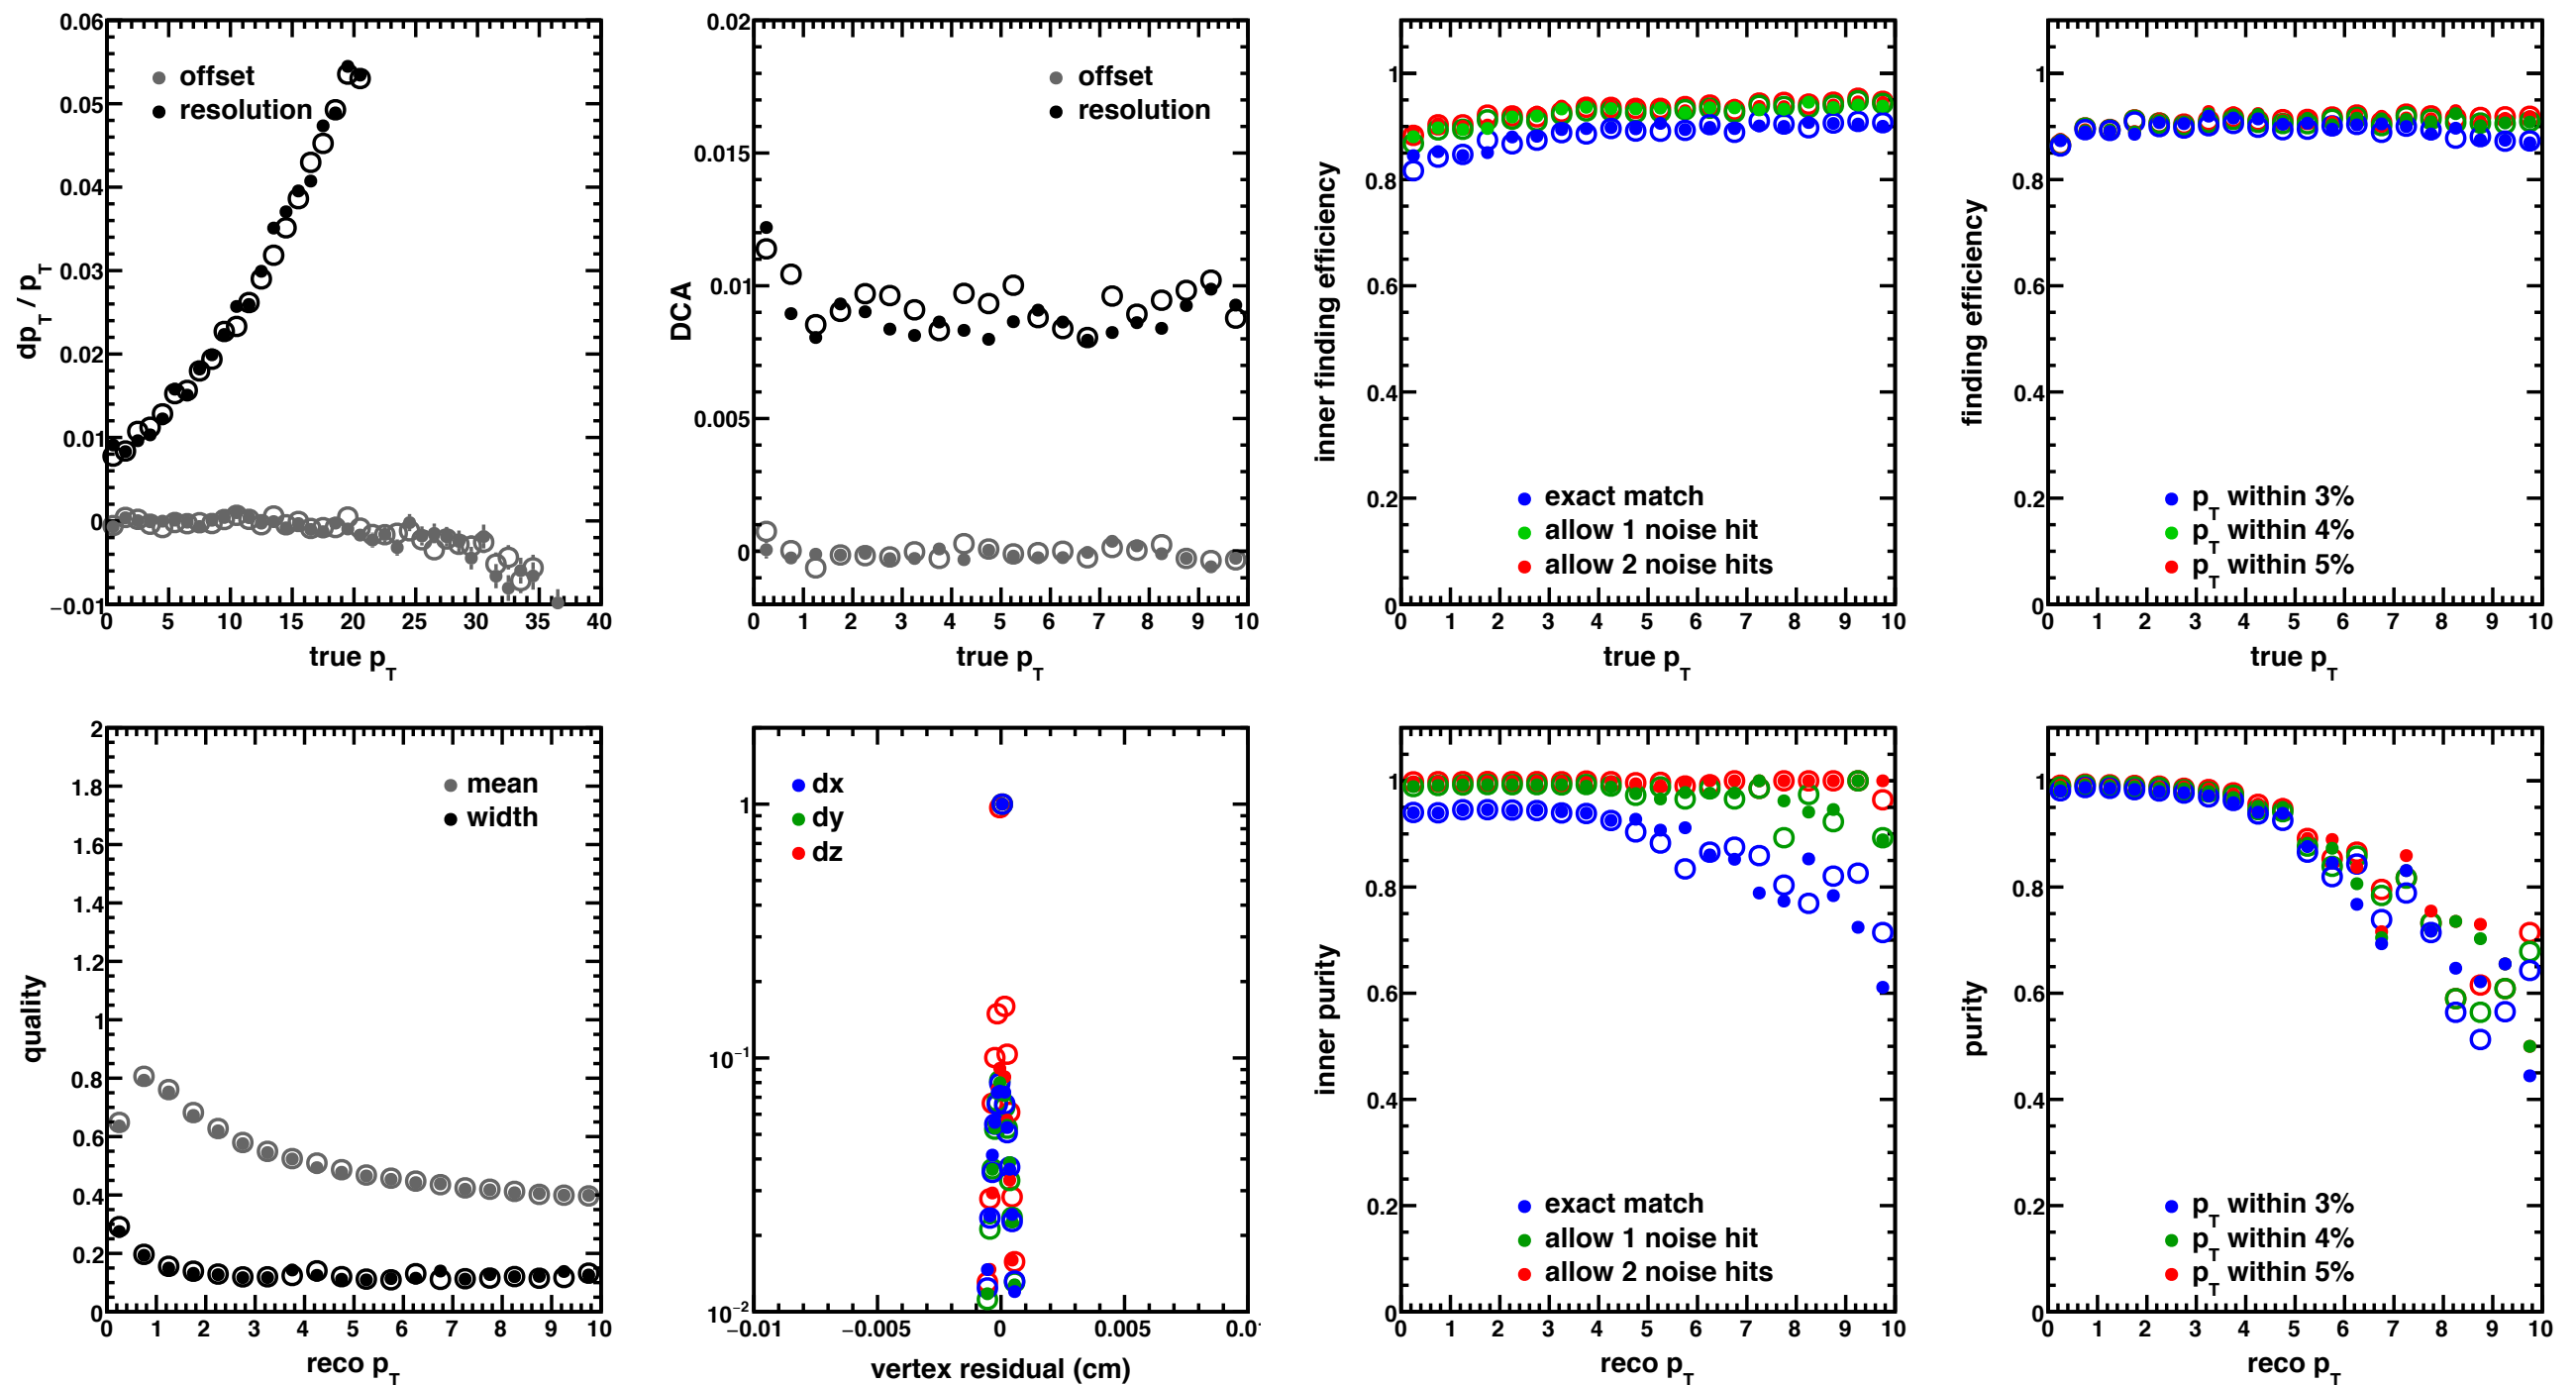 0.06
0.05
0.04
0.03
0.02
0.01
0
−0.01
dp_T / p_T
offset
resolution
0 5 10 15 20 25 30 35 40
true p_T
0.02
0.015
0.01
0.005
0
DCA
offset
resolution
0 1 2 3 4 5 6 7 8 9 10
true p_T
1
0.8
0.6
0.4
0.2
0
inner finding efficiency
exact match
allow 1 noise hit
allow 2 noise hits
0 1 2 3 4 5 6 7 8 9 10
true p_T
1
0.8
0.6
0.4
0.2
0
finding efficiency
p_T within 3%
p_T within 4%
p_T within 5%
0 1 2 3 4 5 6 7 8 9 10
true p_T
2
1.8
1.6
1.4
1.2
1
0.8
0.6
0.4
0.2
0
quality
mean
width
0 1 2 3 4 5 6 7 8 9 10
reco p_T
1
10^−1
10^−2
dx
dy
dz
−0.01 −0.005 0 0.005
vertex residual (cm)
1
0.8
0.6
0.4
0.2
0
inner purity
exact match
allow 1 noise hit
allow 2 noise hits
0 1 2 3 4 5 6 7 8 9 10
reco p_T
1
0.8
0.6
0.4
0.2
0
purity
p_T within 3%
p_T within 4%
p_T within 5%
0 1 2 3 4 5 6 7 8 9 10
reco p_T